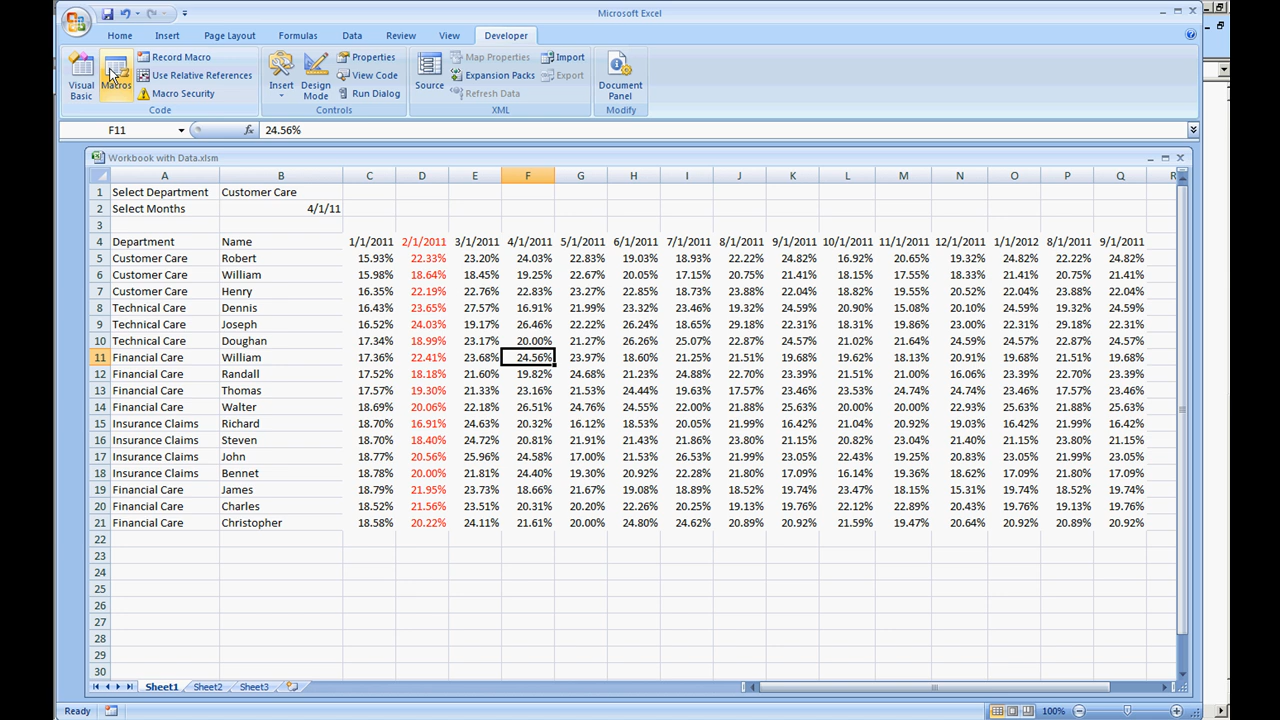 Microsoft Excel
Home Insert Page Layout Formulas Data Review View Developer
Visual Basic
Macros
Record Macro
Use Relative References
Macro Security
Code
Insert
Design Mode
Properties
View Code
Run Dialog
Controls
Source
Map Properties
Expansion Packs
Refresh Data
Import
Export
XML
Document Panel
Modify
F11 fx 24.56%
Workbook with Data.xlsm
A B C D E F G H I J K L M N O P Q R
1 Select Department Customer Care
2 Select Months 4/1/11
3
4 Department Name 1/1/2011 2/1/2011 3/1/2011 4/1/2011 5/1/2011 6/1/2011 7/1/2011 8/1/2011 9/1/2011 10/1/2011 11/1/2011 12/1/2011 1/1/2012 8/1/2011 9/1/2011
5 Customer Care Robert 15.93% 22.33% 23.20% 24.03% 22.83% 19.03% 18.93% 22.22% 24.82% 16.92% 20.65% 19.32% 24.82% 22.22% 24.82%
6 Customer Care William 15.98% 18.64% 18.45% 19.25% 22.67% 20.05% 17.15% 20.75% 21.41% 18.15% 17.55% 18.33% 21.41% 20.75% 21.41%
7 Customer Care Henry 16.35% 22.19% 22.76% 22.83% 23.27% 22.85% 18.73% 23.88% 22.04% 18.82% 19.55% 20.52% 22.04% 23.88% 22.04%
8 Technical Care Dennis 16.43% 23.65% 27.57% 16.91% 21.99% 23.32% 23.46% 19.32% 24.59% 20.90% 15.08% 20.10% 24.59% 19.32% 24.59%
9 Technical Care Joseph 16.52% 24.03% 19.17% 26.46% 22.22% 26.24% 18.65% 29.18% 22.31% 18.31% 19.86% 23.00% 22.31% 29.18% 22.31%
10 Technical Care Doughan 17.34% 18.99% 23.17% 20.00% 21.27% 26.26% 25.07% 22.87% 24.57% 21.02% 21.64% 24.59% 24.57% 22.87% 24.57%
11 Financial Care William 17.36% 22.41% 23.68% 24.56% 23.97% 18.60% 21.25% 21.51% 19.68% 19.62% 18.13% 20.91% 19.68% 21.51% 19.68%
12 Financial Care Randall 17.52% 18.18% 21.60% 19.82% 24.68% 21.23% 24.88% 22.70% 23.39% 21.51% 21.00% 16.06% 23.39% 22.70% 23.39%
13 Financial Care Thomas 17.57% 19.30% 21.33% 23.16% 21.53% 24.44% 19.63% 17.57% 23.46% 24.53% 24.53% 24.74% 23.46% 17.57% 23.46%
14 Financial Care Walter 18.69% 20.06% 22.18% 26.51% 24.76% 24.55% 22.00% 21.88% 25.63% 20.00% 20.00% 22.93% 25.63% 21.88% 25.63%
15 Insurance Claims Richard 18.70% 16.91% 24.63% 20.32% 16.12% 18.53% 20.05% 21.99% 16.42% 21.04% 20.92% 19.03% 16.42% 21.99% 16.42%
16 Insurance Claims Steven 18.70% 18.40% 24.72% 20.81% 21.91% 21.43% 21.86% 23.80% 21.15% 20.82% 23.04% 21.40% 21.15% 23.80% 21.15%
17 Insurance Claims John 18.77% 20.56% 25.96% 24.58% 17.00% 21.53% 26.53% 21.99% 23.05% 22.43% 19.25% 20.83% 23.05% 21.99% 23.05%
18 Insurance Claims Bennet 18.78% 20.00% 21.81% 24.40% 19.30% 20.92% 22.28% 21.80% 17.09% 16.14% 19.36% 18.62% 17.09% 21.80% 17.09%
19 Financial Care James 18.79% 21.95% 23.73% 18.66% 21.67% 19.08% 18.89% 18.52% 19.74% 23.47% 18.15% 15.31% 19.74% 18.52% 19.74%
20 Financial Care Charles 18.52% 21.56% 23.51% 20.31% 20.20% 22.26% 20.25% 19.13% 19.76% 22.12% 22.89% 20.43% 19.76% 19.13% 19.76%
21 Financial Care Christopher 18.58% 20.22% 24.11% 21.61% 20.00% 24.80% 24.62% 20.89% 20.92% 21.59% 19.47% 20.64% 20.92% 20.89% 20.92%
22
23
24
25
26
27
28
29
30
Sheet1 Sheet2 Sheet3
Ready 100%